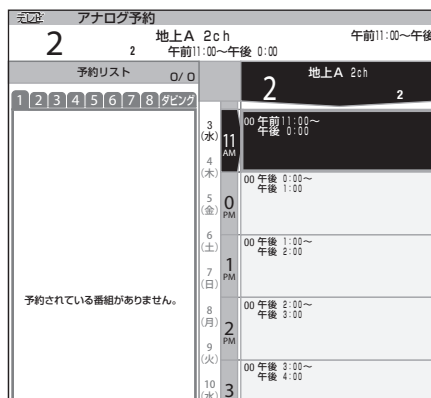 テレビ アナログ予約
2 2 地上A 2ch 午前11:00～午後 0:00 午前11:00～午後
予約リスト 0/ 0
1 2 3 4 5 6 7 8 ダビング
予約されている番組がありません。
3
(水)
4
(木)
5
(金)
6
(土)
7
(日)
8
(月)
9
(火)
10
(水)
11
AM
0
PM
1
PM
2
PM
3
2 地上A 2ch 2
00 午前11:00～
午後 0:00
00 午後 0:00～
午後 1:00
00 午後 1:00～
午後 2:00
00 午後 2:00～
午後 3:00
00 午後 3:00～
午後 4:00